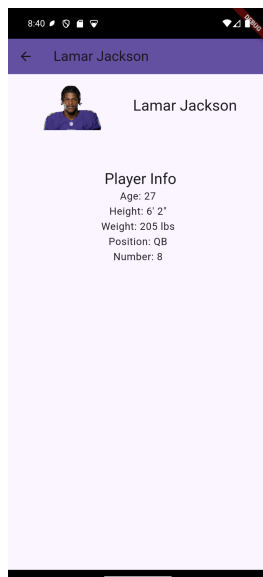 8:40
DEBUG
Lamar Jackson
Lamar Jackson
Player Info
Age: 27
Height: 6' 2"
Weight: 205 lbs
Position: QB
Number: 8